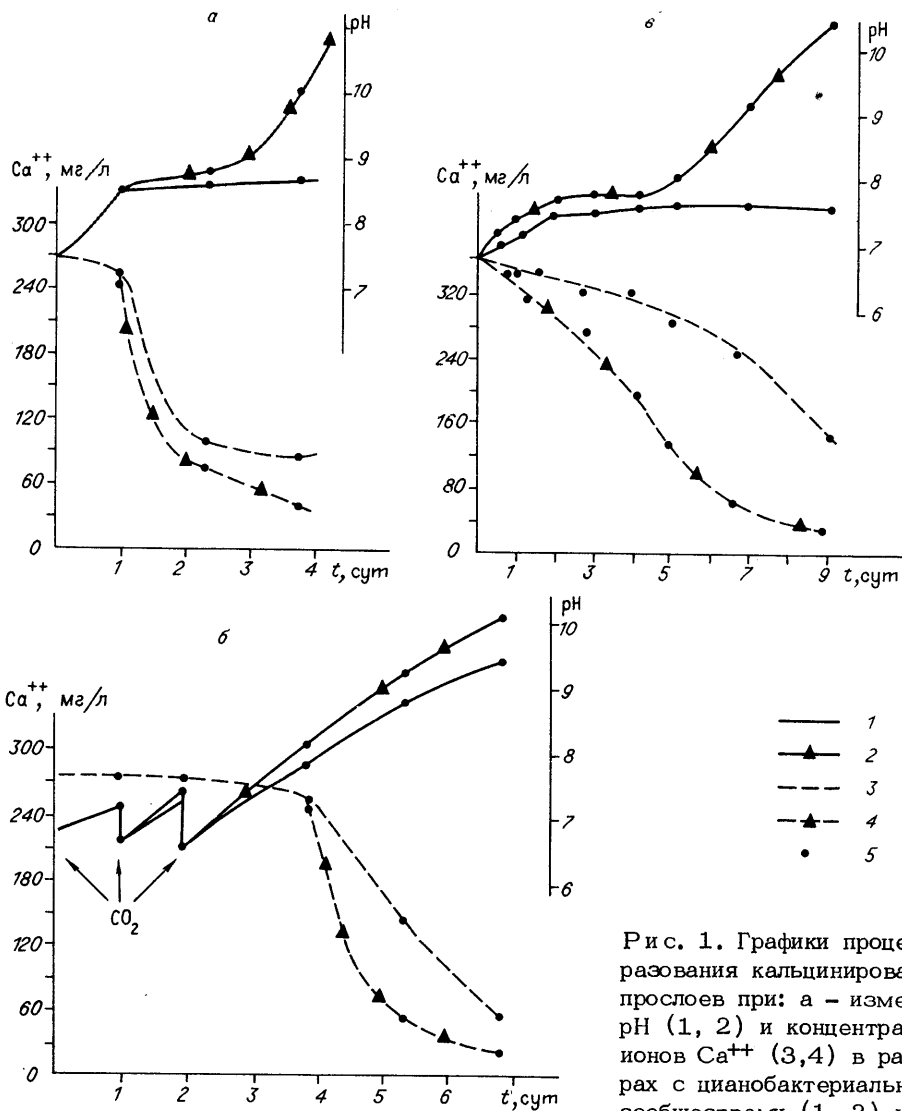 а
pH
10
9
8
7
Ca++, мг/л
300
240
180
120
60
0
1 2 3 4 t, сут
в
pH
10
9
8
7
6
Ca++, мг/л
320
240
160
80
0
1 3 5 7 9 t, сут
б
pH
10
9
8
7
6
Ca++, мг/л
300
240
180
120
60
0
CO2
1 2 3 4 5 6 t, сут
1
2
3
4
5
Рис. 1. Графики проце
разования кальцинирова
прослоев при: а – изме
pH (1, 2) и концентра
ионов Ca++ (3,4) в ра
рах с цианобактериальн